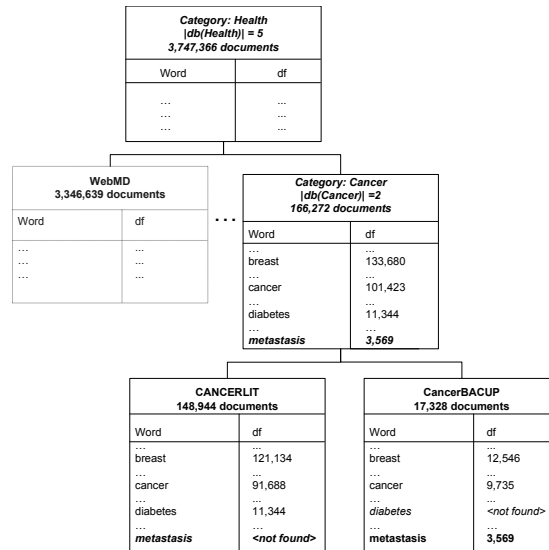 Category: Health
|db(Health)| = 5
3,747,366 documents
Word df
… ...
… ...
… ...
WebMD
3,346,639 documents
Word df
… ...
… ...
… ...
. . .
Category: Cancer
|db(Cancer)| =2
166,272 documents
Word df
… ...
breast 133,680
… ...
cancer 101,423
… ...
diabetes 11,344
… ...
metastasis 3,569
CANCERLIT
148,944 documents
Word df
… ...
breast 121,134
… ...
cancer 91,688
… ...
diabetes 11,344
… ...
metastasis <not found>
CancerBACUP
17,328 documents
Word df
… ...
breast 12,546
… ...
cancer 9,735
… ...
diabetes <not found>
… ...
metastasis 3,569